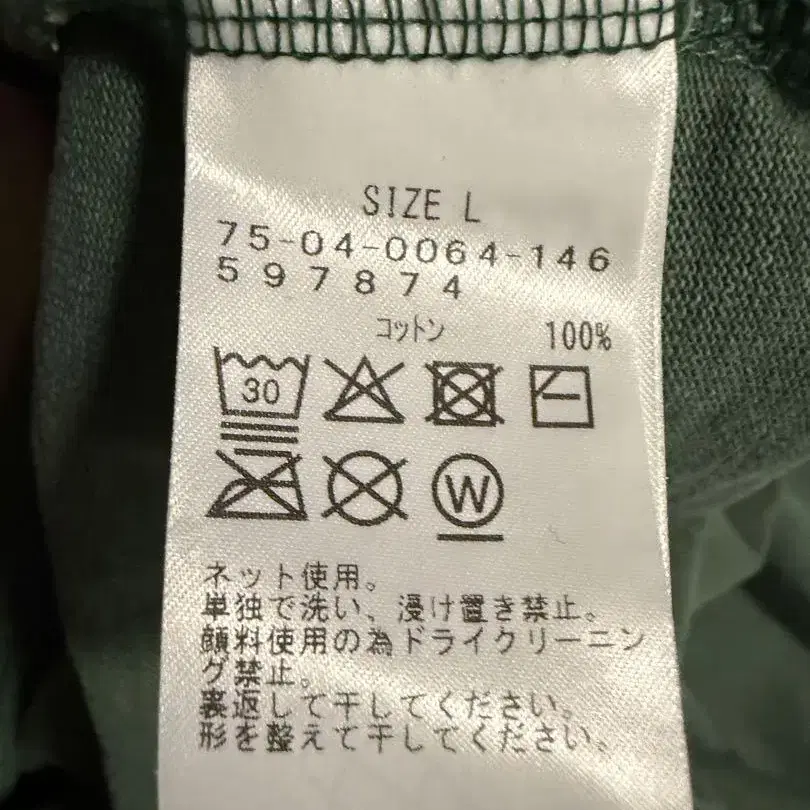 SIZE L
75-04-0064-146
597874
コットン 100%
30
W
ネット使用。
単独で洗い、浸け置き禁止。
顔料使用の為ドライクリーニン
グ禁止。
裏返して干してください。
形を整えて干してください。